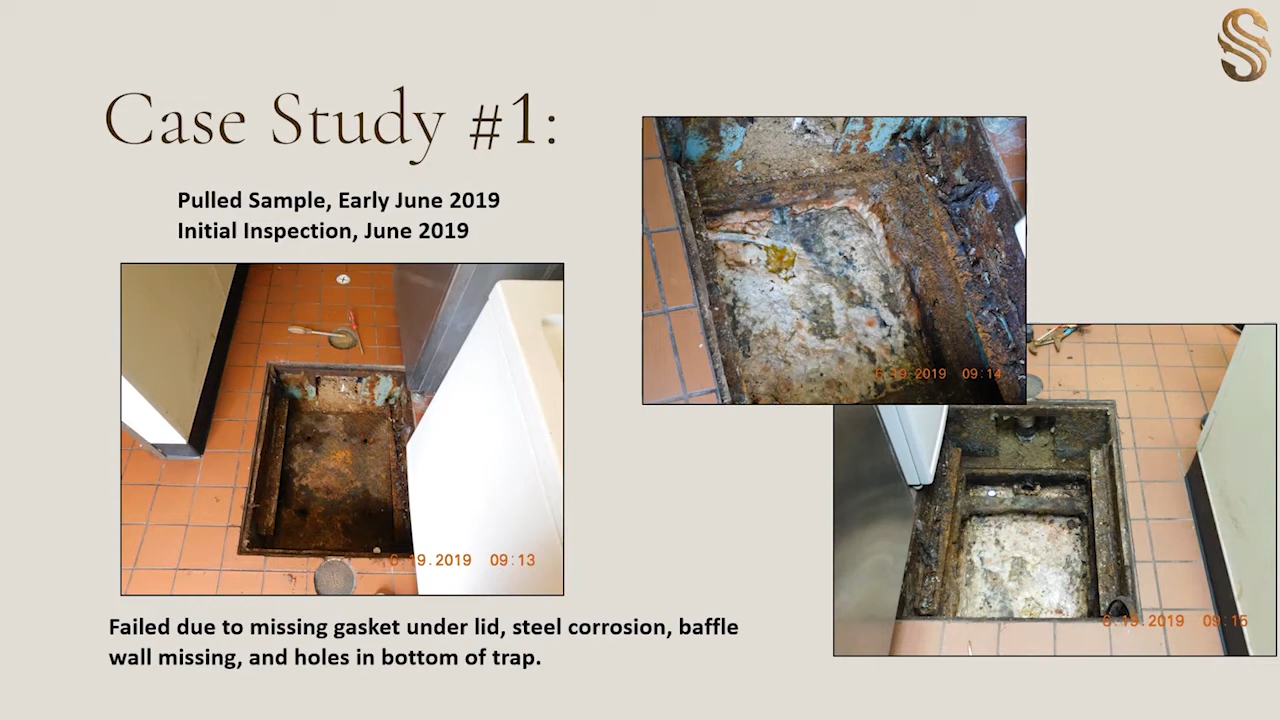 Case Study #1:
Pulled Sample, Early June 2019
Initial Inspection, June 2019
6.19.2019 09:14
6.19.2019 09:13
6.19.2019 09:15
Failed due to missing gasket under lid, steel corrosion, baffle
wall missing, and holes in bottom of trap.